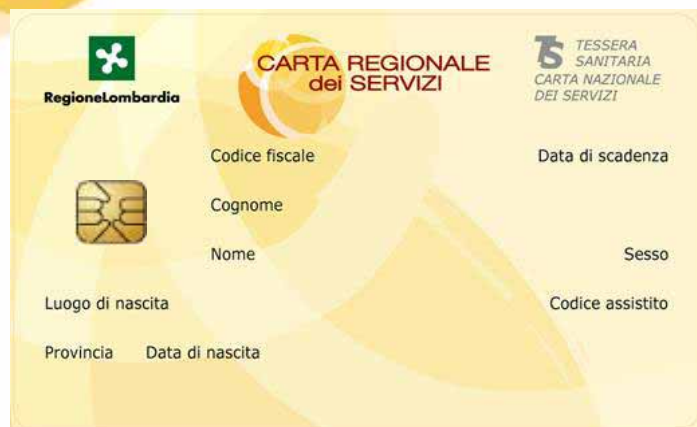 RegioneLombardia
CARTA REGIONALE
dei SERVIZI
TS TESSERA
SANITARIA
CARTA NAZIONALE
DEI SERVIZI
Codice fiscale
Data di scadenza
Cognome
Nome
Sesso
Luogo di nascita
Codice assistito
Provincia
Data di nascita